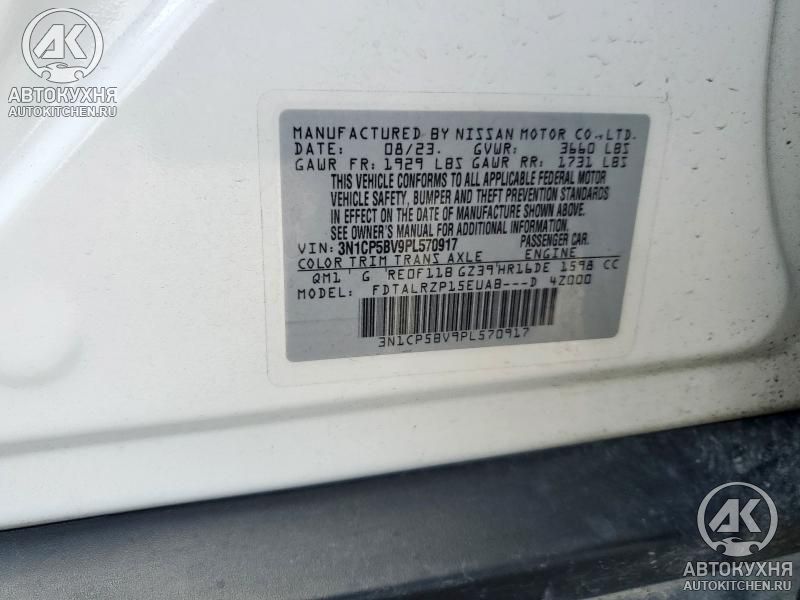 AK
АВТОКУХНЯ
AUTOKITCHEN.RU
MANUFACTURED BY NISSAN MOTOR CO.,LTD.
DATE: 08/23. GVWR: 3660 LBS
GAWR FR: 1929 LBS GAWR RR: 1731 LBS
THIS VEHICLE CONFORMS TO ALL APPLICABLE FEDERAL MOTOR
VEHICLE SAFETY, BUMPER AND THEFT PREVENTION STANDARDS
IN EFFECT ON THE DATE OF MANUFACTURE SHOWN ABOVE.
SEE OWNER'S MANUAL FOR ADDITIONAL INFORMATION.
VIN: 3N1CP5BV9PL570917 PASSENGER CAR.
COLOR TRIM TRANS AXLE ENGINE
QM1 G RE0F11B GZ39 HR16DE 1598 CC
MODEL: FDTALRZP15EUAB---D 4Z000
3N1CP5BV9PL570917
AK
АВТОКУХНЯ
AUTOKITCHEN.RU